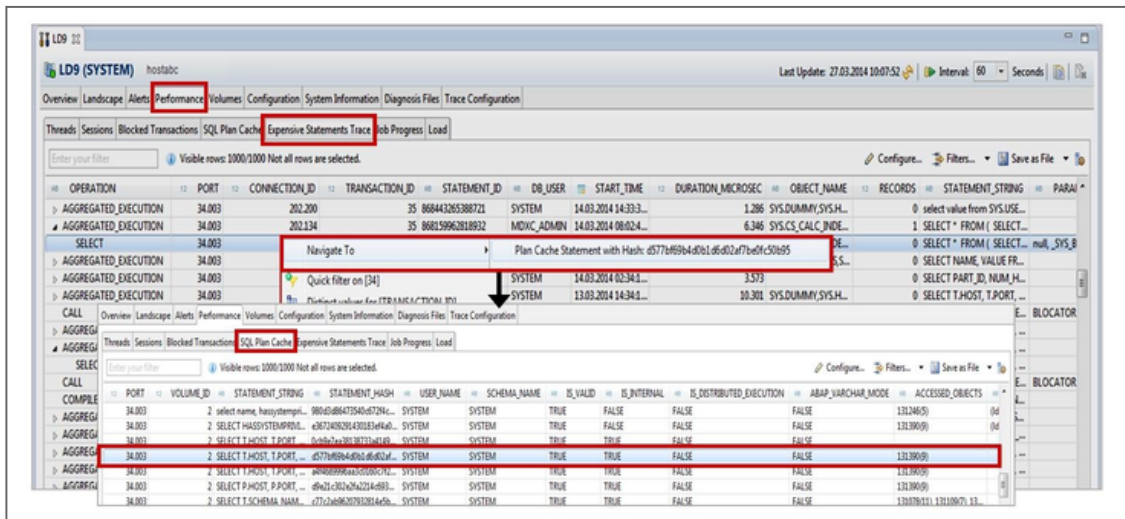 LD9
LD9 (SYSTEM) hostabc Last Update: 27.03.2014 10:07:52 Interval: 60 Seconds
Overview Landscape Alerts Performance Volumes Configuration System Information Diagnosis Files Trace Configuration
Threads Sessions Blocked Transactions SQL Plan Cache Expensive Statements Trace Job Progress Load
Enter your filter Visible rows: 1000/1000 Not all rows are selected. Configure... Filters... Save as File
OPERATION PORT CONNECTION_ID TRANSACTION_ID STATEMENT_ID DB_USER START_TIME DURATION_MICROSEC OBJECT_NAME RECORDS STATEMENT_STRING PARAI
AGGREGATED_EXECUTION 34.003 202.200 35 868443265388721 SYSTEM 14.03.2014 14:33:3... 1.286 SYS.DUMMY,SYS.H... 0 select value from SYS.USE...
AGGREGATED_EXECUTION 34.003 202.134 35 868159962818932 MDXC_ADMIN 14.03.2014 08:02:4... 6.346 SYS.CS_CALC_INDE... 1 SELECT * FROM ( SELECT...
SELECT 34.003 0 SELECT * FROM ( SELECT... null, _SYS_B
Navigate To Plan Cache Statement with Hash: d577bf69b4d0b1d6d02af7be0fc50b95
AGGREGATED_EXECUTION 34.003 0 SELECT NAME, VALUE FR...
AGGREGATED_EXECUTION 34.003 Quick filter on [34] SYSTEM 14.03.2014 02:34:1... 3.573 0 SELECT PART_ID, NUM_H...
AGGREGATED_EXECUTION 34.003 Distinct values for [TRANSACTION_ID] SYSTEM 13.03.2014 14:34:1... 10.301 SYS.DUMMY,SYS.H... 0 SELECT T.HOST, T.PORT, ...
CALL BLOCATOR
Overview Landscape Alerts Performance Volumes Configuration System Information Diagnosis Files Trace Configuration
AGGREG
Threads Sessions Blocked Transactions SQL Plan Cache Expensive Statements Trace Job Progress Load
AGGREG
SELEC Enter your filter Visible rows: 1000/1000 Not all rows are selected. Configure... Filters... Save as File
CALL BLOCATOR
PORT VOLUME_ID STATEMENT_STRING STATEMENT_HASH USER_NAME SCHEMA_NAME IS_VALID IS_INTERNAL IS_DISTRIBUTED_EXECUTION ABAP_VARCHAR_MODE ACCESSED_OBJECTS
COMPILE
34.003 2 select name, hassystempri... SYSTEM SYSTEM TRUE FALSE FALSE FALSE 131246(5)
AGGREG
34.003 2 SELECT HASSYSTEMPRIVI... SYSTEM SYSTEM TRUE FALSE FALSE FALSE 131390(9)
34.003 2 SELECT T.HOST, T.PORT, ... SYSTEM SYSTEM TRUE TRUE FALSE FALSE
AGGREG
34.003 2 SELECT T.HOST, T.PORT, ... d577bf69b4d0b1d6d02af... SYSTEM SYSTEM TRUE TRUE FALSE FALSE 131390(9)
AGGREG
34.003 2 SELECT T.HOST, T.PORT, ... SYSTEM SYSTEM TRUE TRUE FALSE FALSE 131390(9)
AGGREG
34.003 2 SELECT P.HOST, P.PORT, ... SYSTEM SYSTEM TRUE TRUE FALSE FALSE 131390(9)
AGGREG
34.003 2 SELECT T.SCHEMA_NAM... SYSTEM SYSTEM TRUE TRUE FALSE FALSE